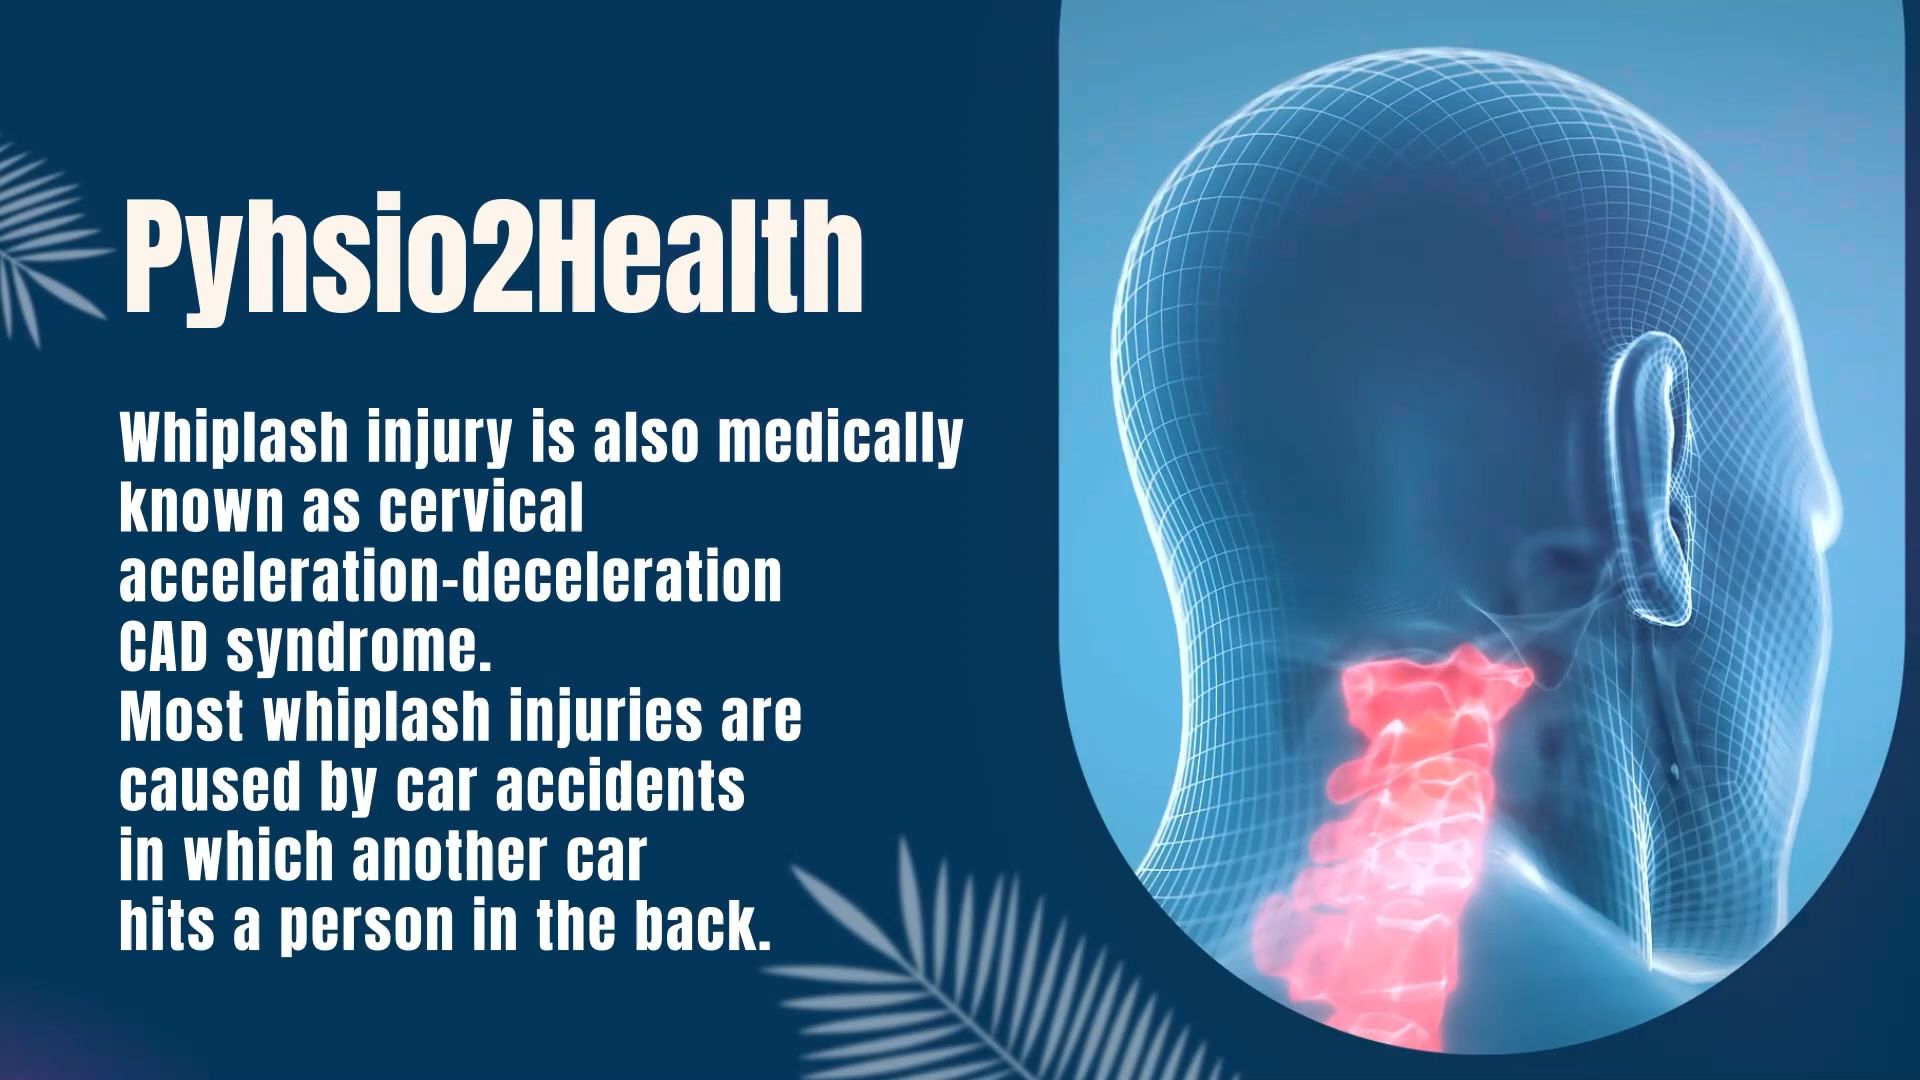 Pyhsio2Health
Whiplash injury is also medically
known as cervical
acceleration-deceleration
CAD syndrome.
Most whiplash injuries are
caused by car accidents
in which another car
hits a person in the back.